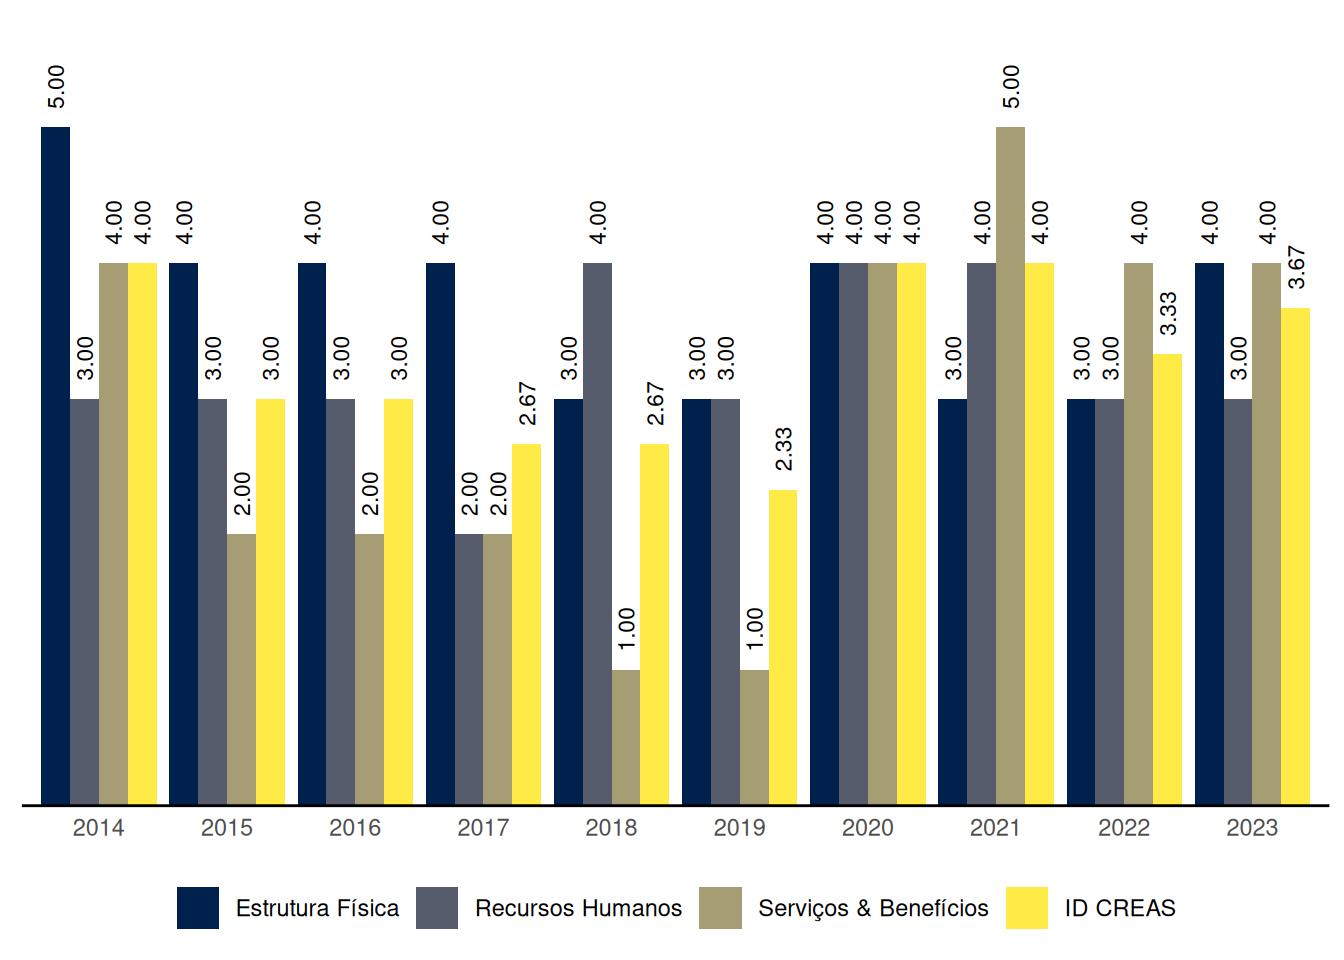 5.00 3.00 4.00 4.00
4.00 3.00 2.00 3.00
4.00 3.00 2.00 3.00
4.00 2.00 2.00 2.67
3.00 4.00 1.00 2.67
3.00 3.00 1.00 2.33
4.00 4.00 4.00 4.00
3.00 4.00 5.00 4.00
3.00 3.00 4.00 3.33
4.00 3.00 4.00 3.67
2014 2015 2016 2017 2018 2019 2020 2021 2022 2023
Estrutura Física Recursos Humanos Serviços & Benefícios ID CREAS